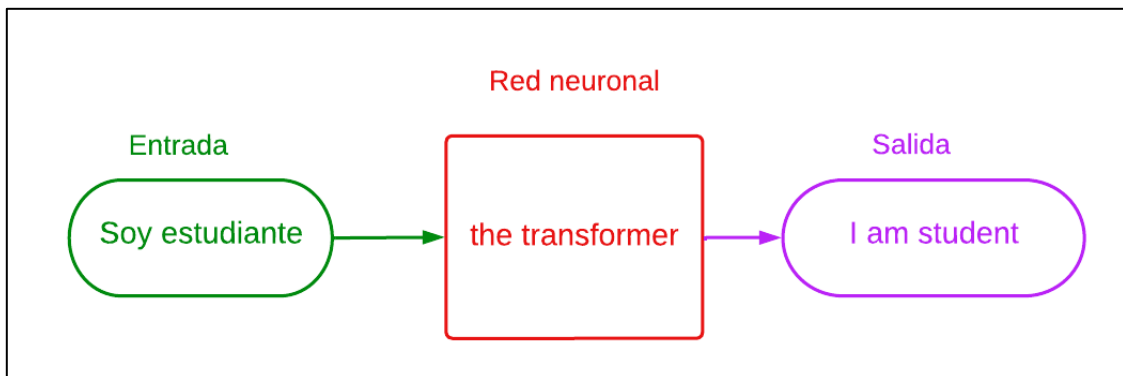 Red neuronal
Entrada
Salida
Soy estudiante
the transformer
I am student